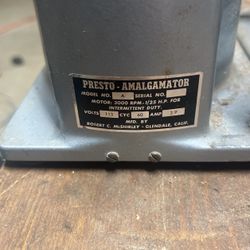 PRESTO - AMALGAMATOR
MODEL NO. A SERIAL NO.
MOTOR: 3000 RPM-1/25 H.P. FOR
INTERMITTENT DUTY.
VOLTS 115 CYC 60 AMP
MFG. BY
ROBERT C. McSHIRLEY - GLENDALE, CALIF.